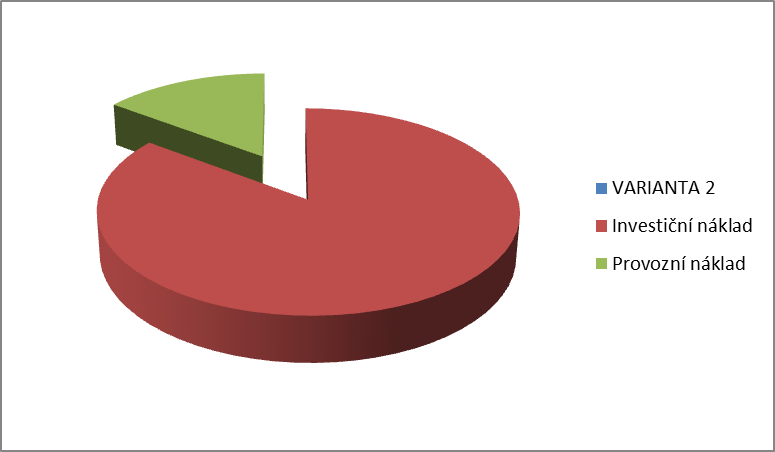 VARIANTA 2
Investiční náklad
Provozní náklad